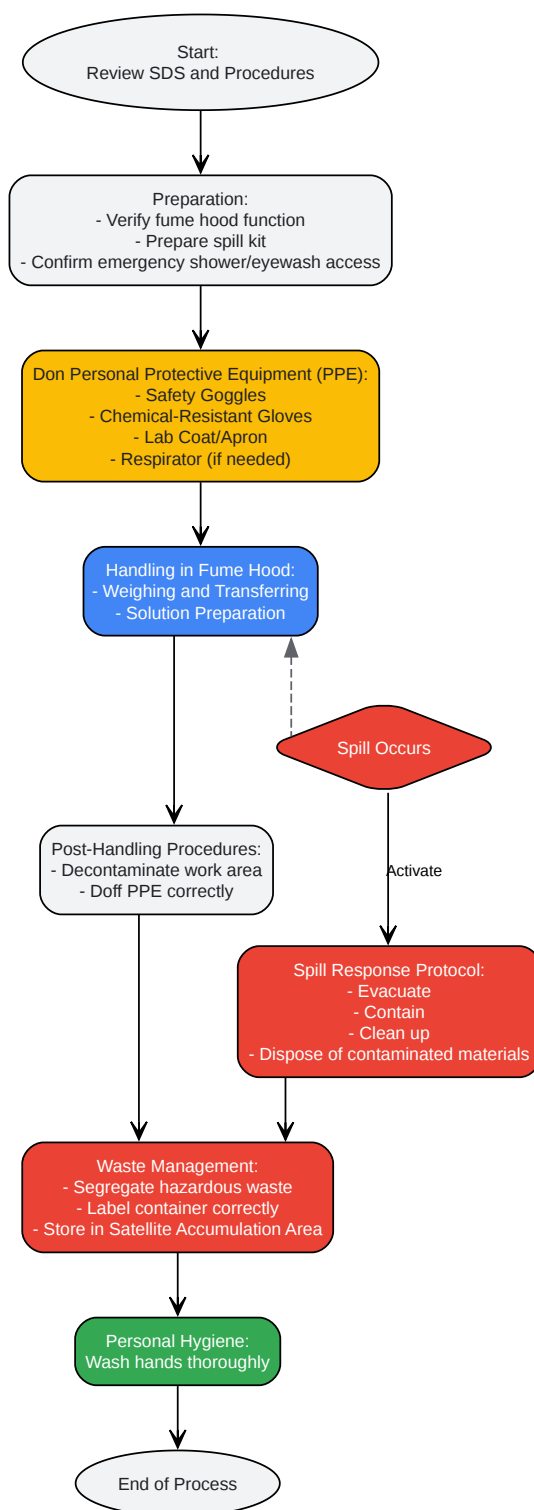 Start:
Review SDS and Procedures
Preparation:
- Verify fume hood function
- Prepare spill kit
- Confirm emergency shower/eyewash access
Don Personal Protective Equipment (PPE):
- Safety Goggles
- Chemical-Resistant Gloves
- Lab Coat/Apron
- Respirator (if needed)
Handling in Fume Hood:
- Weighing and Transferring
- Solution Preparation
Spill Occurs
Post-Handling Procedures:
- Decontaminate work area
- Doff PPE correctly
Activate
Spill Response Protocol:
- Evacuate
- Contain
- Clean up
- Dispose of contaminated materials
Waste Management:
- Segregate hazardous waste
- Label container correctly
- Store in Satellite Accumulation Area
Personal Hygiene:
Wash hands thoroughly
End of Process